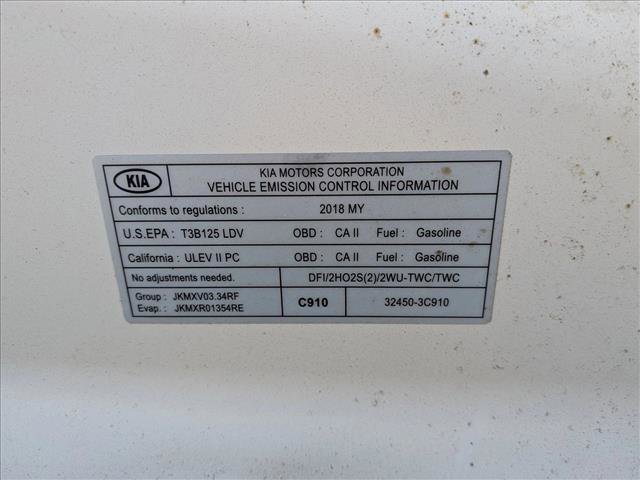 KIA
KIA MOTORS CORPORATION
VEHICLE EMISSION CONTROL INFORMATION
Conforms to regulations : 2018 MY
U.S.EPA : T3B125 LDV OBD : CA II Fuel : Gasoline
California : ULEV II PC OBD : CA II Fuel : Gasoline
No adjustments needed. DFI/2HO2S(2)/2WU-TWC/TWC
Group : JKMXV03.34RF
Evap. : JKMXR01354RE
C910 32450-3C910